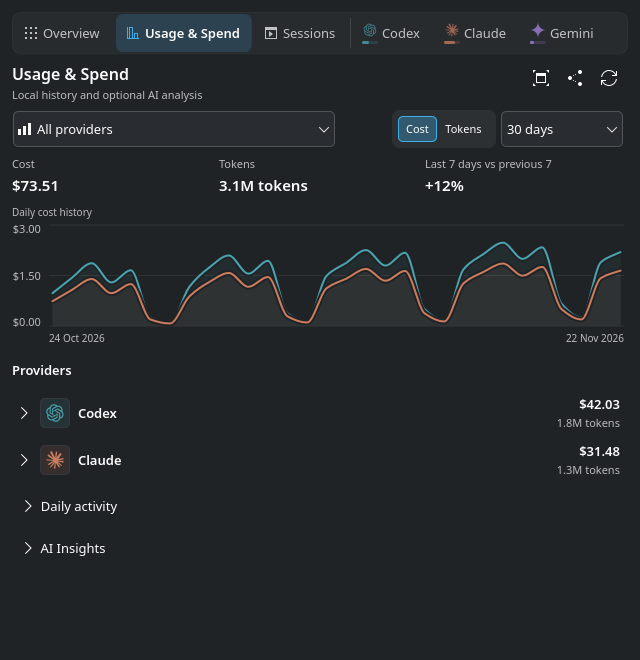 Overview
Usage & Spend
Sessions
Codex
Claude
Gemini
Usage & Spend
Local history and optional AI analysis
All providers
Cost
Tokens
30 days
Cost
Tokens
Last 7 days vs previous 7
$73.51
3.1M tokens
+12%
Daily cost history
$3.00
$1.50
$0.00
24 Oct 2026
22 Nov 2026
Providers
Codex
$42.03
1.8M tokens
Claude
$31.48
1.3M tokens
Daily activity
AI Insights